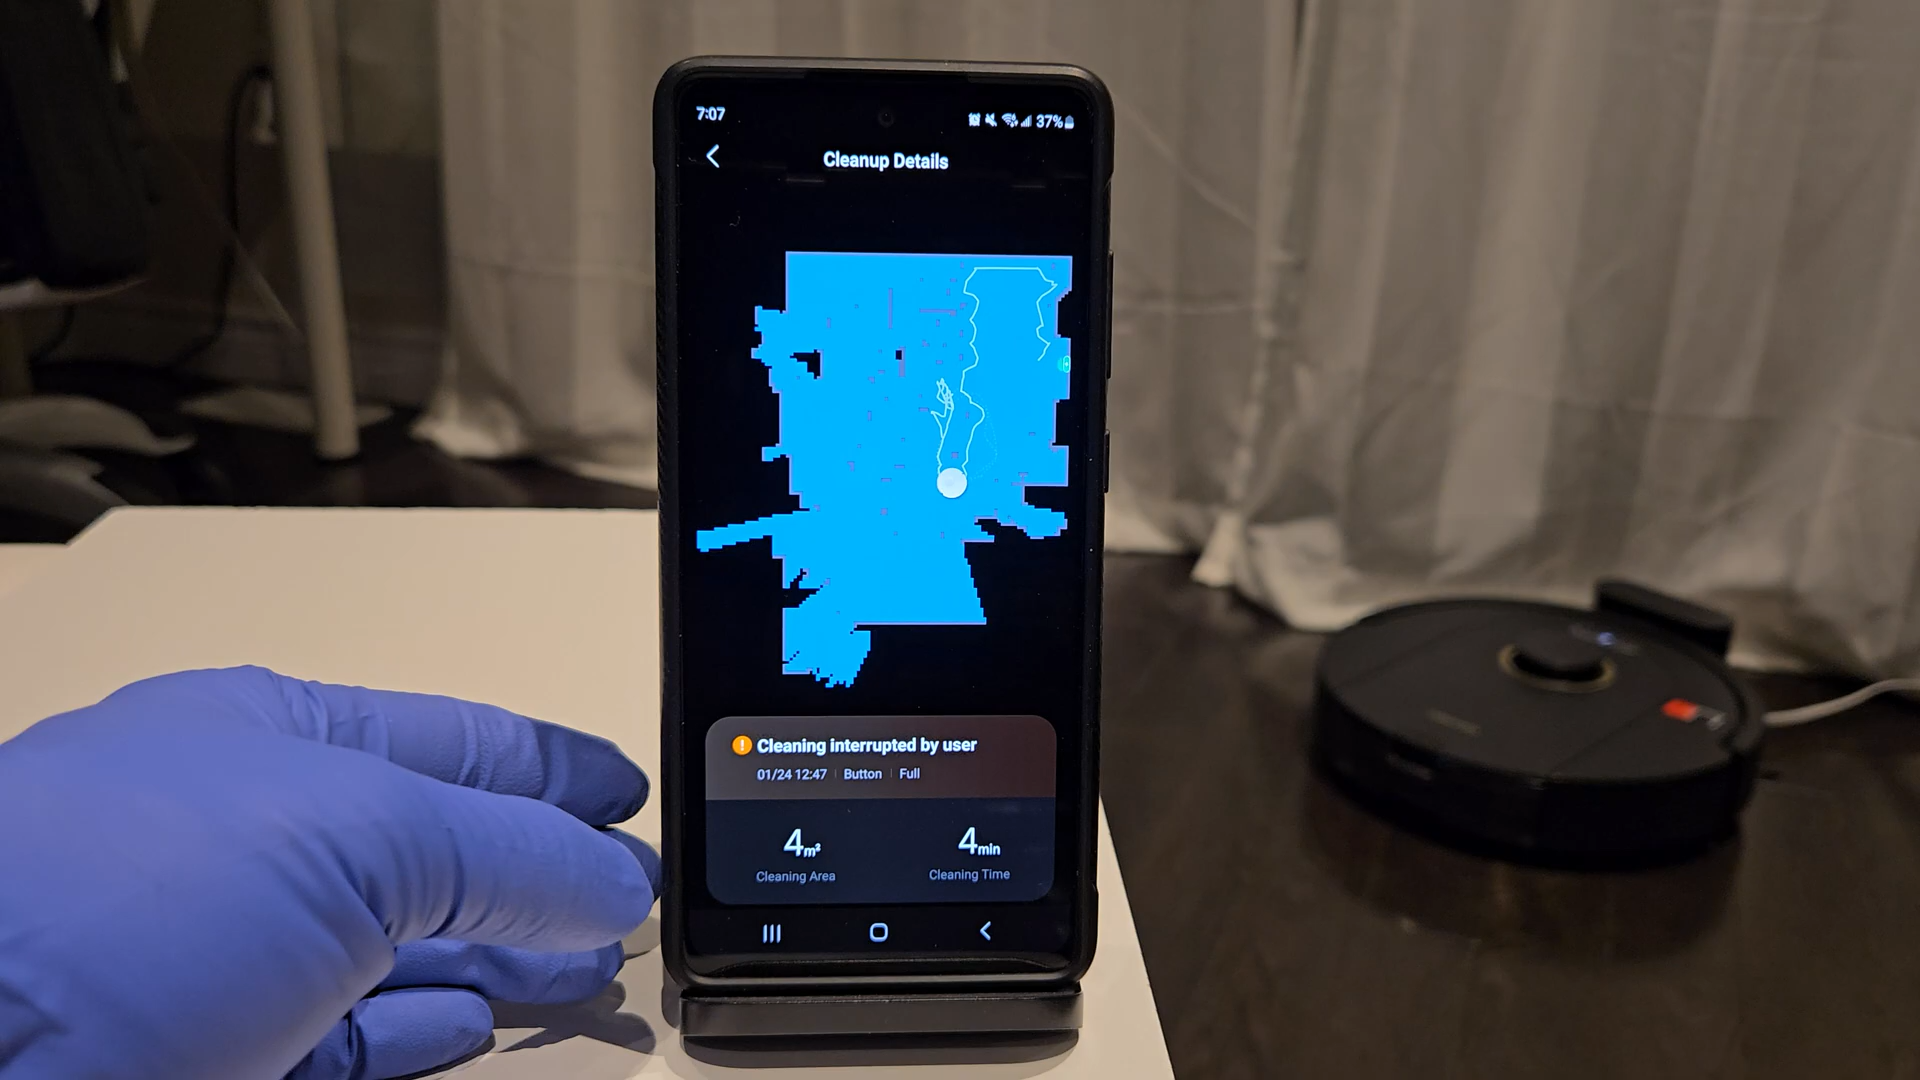 7:07
37%
Cleanup Details
Cleaning interrupted by user
01/24 12:47 | Button | Full
4m² 4min
Cleaning Area Cleaning Time